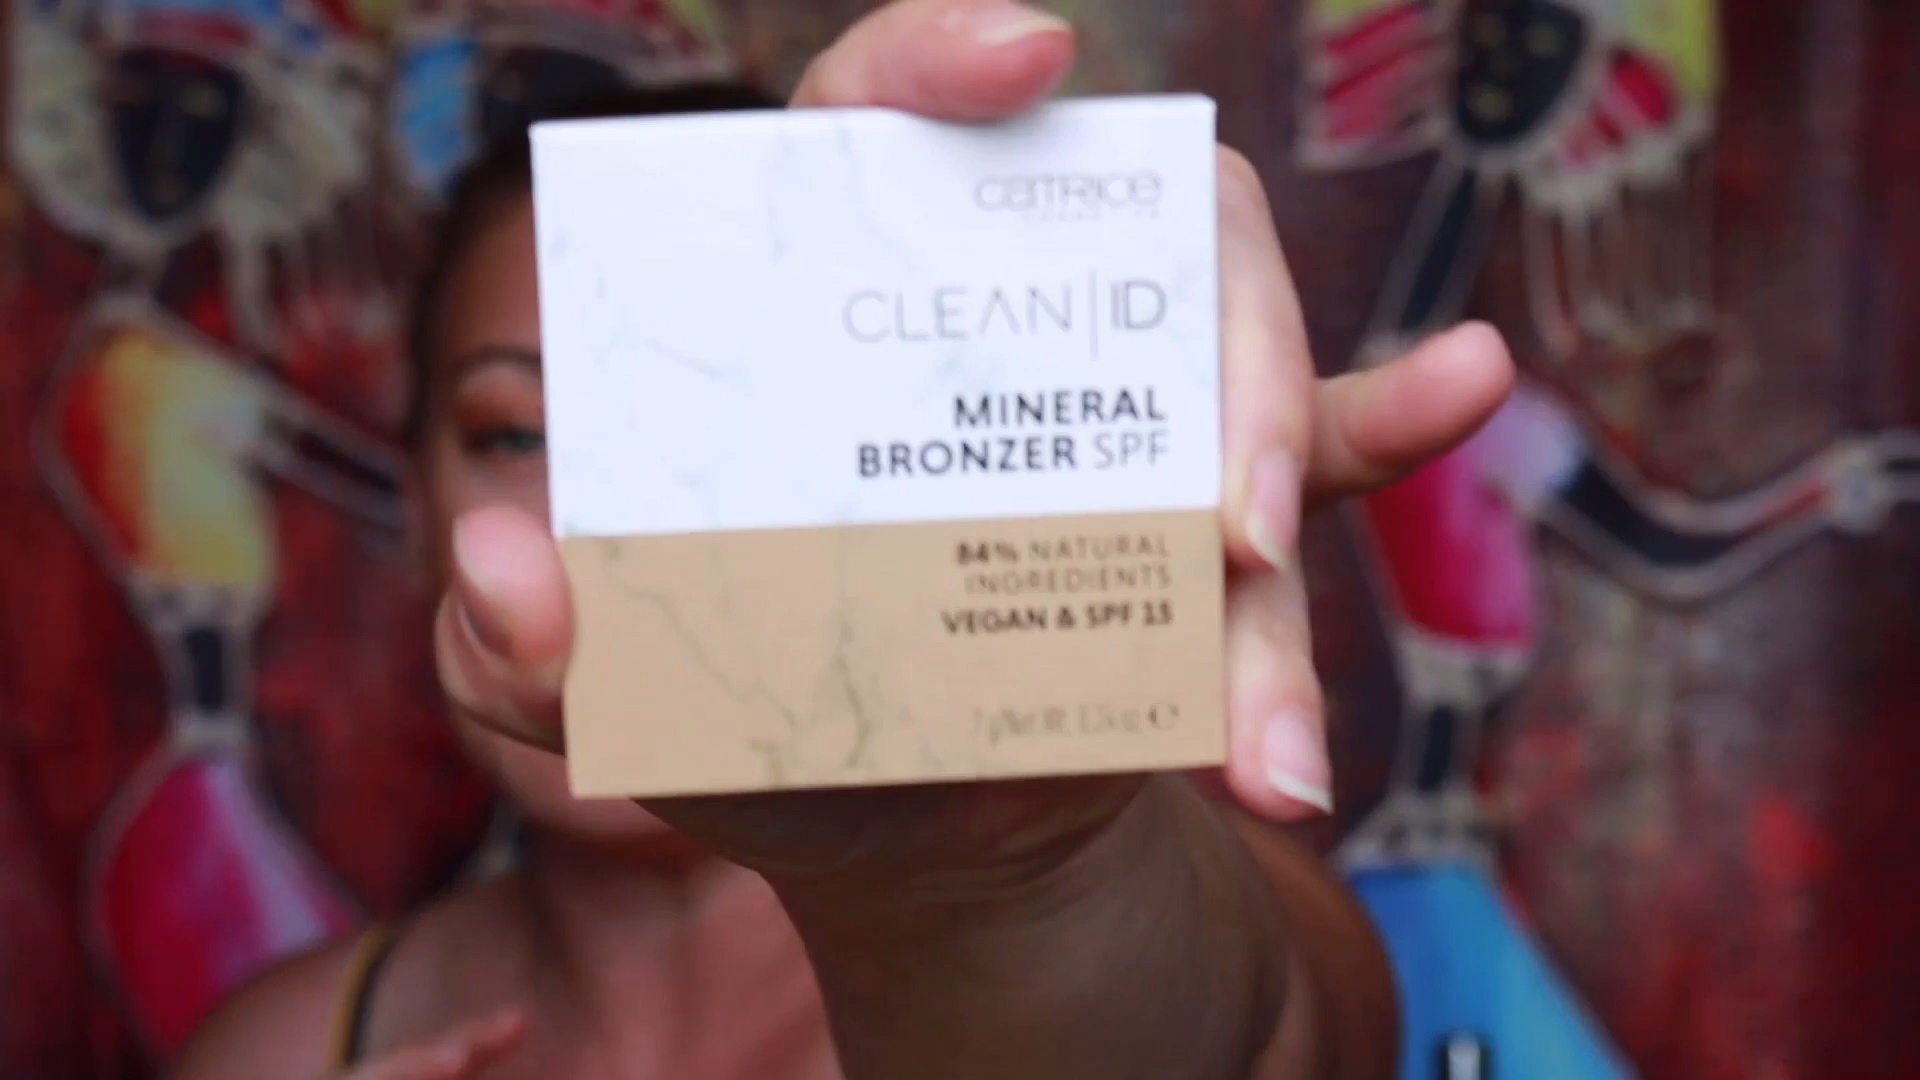 CATRICE
CLEAN|ID
MINERAL
BRONZER SPF
84% NATURAL
INGREDIENTS
VEGAN & SPF 15